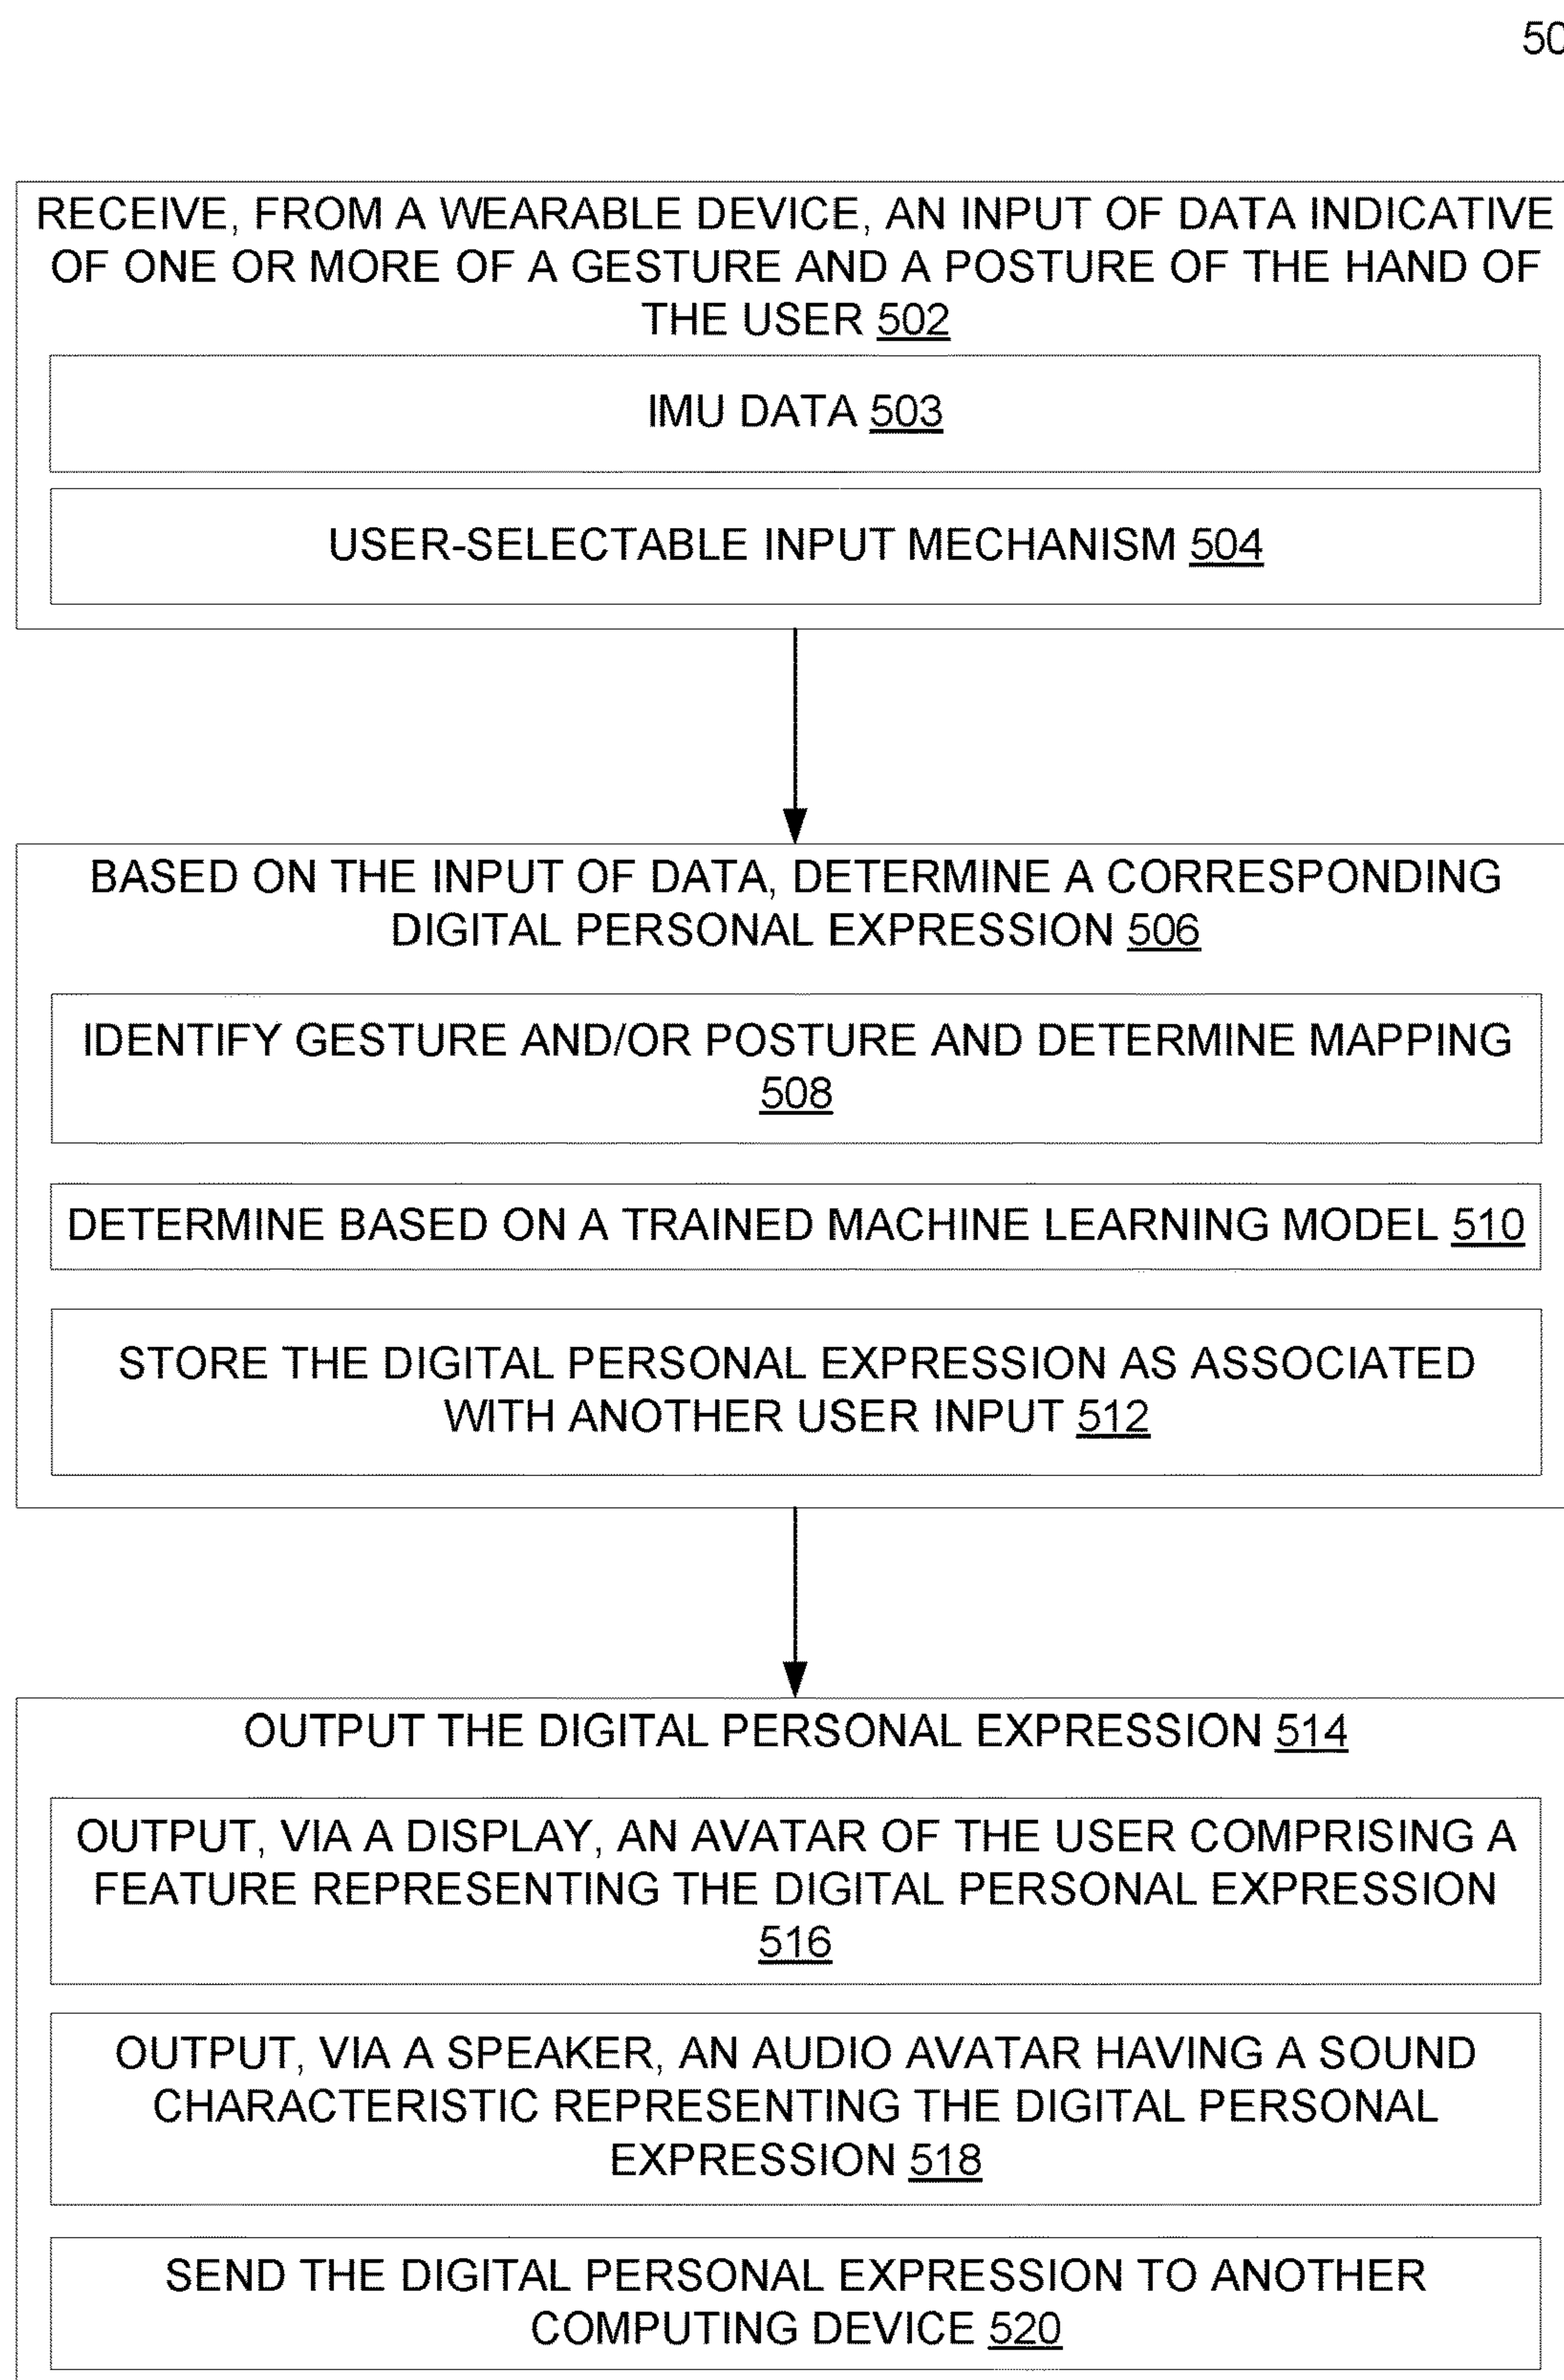 50
RECEIVE, FROM A WEARABLE DEVICE, AN INPUT OF DATA INDICATIVE
OF ONE OR MORE OF A GESTURE AND A POSTURE OF THE HAND OF
THE USER 502
IMU DATA 503
USER-SELECTABLE INPUT MECHANISM 504
BASED ON THE INPUT OF DATA, DETERMINE A CORRESPONDING
DIGITAL PERSONAL EXPRESSION 506
IDENTIFY GESTURE AND/OR POSTURE AND DETERMINE MAPPING
508
DETERMINE BASED ON A TRAINED MACHINE LEARNING MODEL 510
STORE THE DIGITAL PERSONAL EXPRESSION AS ASSOCIATED
WITH ANOTHER USER INPUT 512
OUTPUT THE DIGITAL PERSONAL EXPRESSION 514
OUTPUT, VIA A DISPLAY, AN AVATAR OF THE USER COMPRISING A
FEATURE REPRESENTING THE DIGITAL PERSONAL EXPRESSION
516
OUTPUT, VIA A SPEAKER, AN AUDIO AVATAR HAVING A SOUND
CHARACTERISTIC REPRESENTING THE DIGITAL PERSONAL
EXPRESSION 518
SEND THE DIGITAL PERSONAL EXPRESSION TO ANOTHER
COMPUTING DEVICE 520